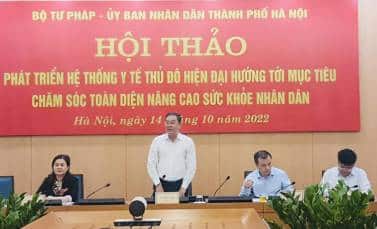 BỘ TƯ PHÁP - ỦY BAN NHÂN DÂN THÀNH PHỐ HÀ NỘI
HỘI THẢO
PHÁT TRIỂN HỆ THỐNG Y TẾ THỦ ĐÔ HIỆN ĐẠI HƯỚNG TỚI MỤC TIÊU
CHĂM SÓC TOÀN DIỆN NÂNG CAO SỨC KHỎE NHÂN DÂN
Hà Nội, ngày 14 tháng 10 năm 2022